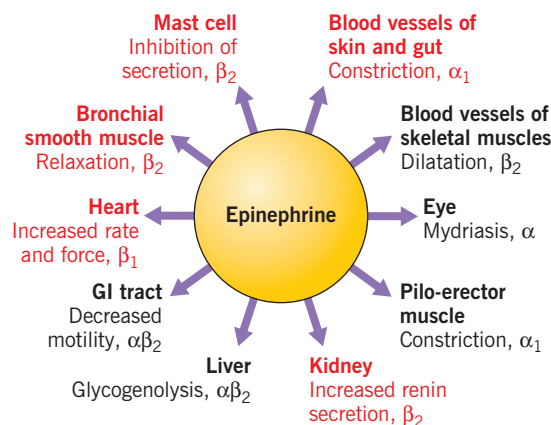 Mast cell
Inhibition of
secretion, β2
Blood vessels of
skin and gut
Constriction, α1
Bronchial
smooth muscle
Relaxation, β2
Blood vessels of
skeletal muscles
Dilatation, β2
Heart
Increased rate
and force, β1
Epinephrine
Eye
Mydriasis, α
GI tract
Decreased
motility, αβ2
Pilo-erector
muscle
Constriction, α1
Liver
Glycogenolysis, αβ2
Kidney
Increased renin
secretion, β2